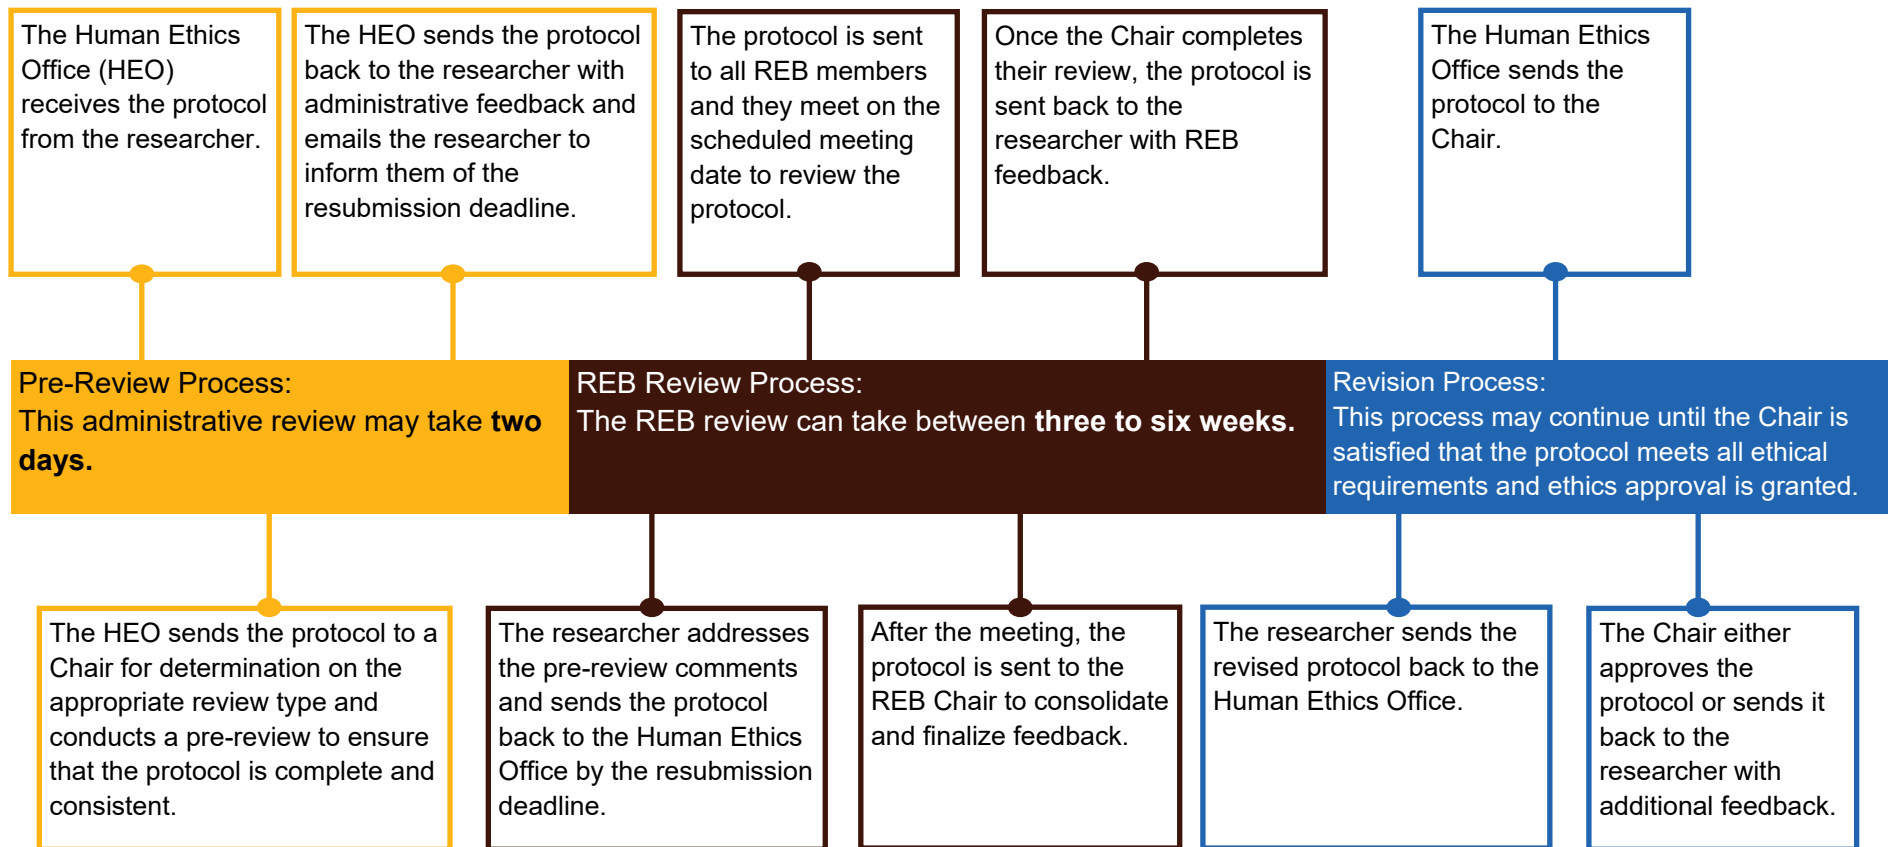 The Human Ethics
Office (HEO)
receives the protocol
from the researcher.
The HEO sends the protocol
back to the researcher with
administrative feedback and
emails the researcher to
inform them of the
resubmission deadline.
The protocol is sent
to all REB members
and they meet on the
scheduled meeting
date to review the
protocol.
Once the Chair completes
their review, the protocol is
sent back to the
researcher with REB
feedback.
The Human Ethics
Office sends the
protocol to the
Chair.
Pre-Review Process:
This administrative review may take two
days.
REB Review Process:
The REB review can take between three to six weeks.
Revision Process:
This process may continue until the Chair is
satisfied that the protocol meets all ethical
requirements and ethics approval is granted.
The HEO sends the protocol to a
Chair for determination on the
appropriate review type and
conducts a pre-review to ensure
that the protocol is complete and
consistent.
The researcher addresses
the pre-review comments
and sends the protocol
back to the Human Ethics
Office by the resubmission
deadline.
After the meeting, the
protocol is sent to the
REB Chair to consolidate
and finalize feedback.
The researcher sends the
revised protocol back to the
Human Ethics Office.
The Chair either
approves the
protocol or sends it
back to the
researcher with
additional feedback.